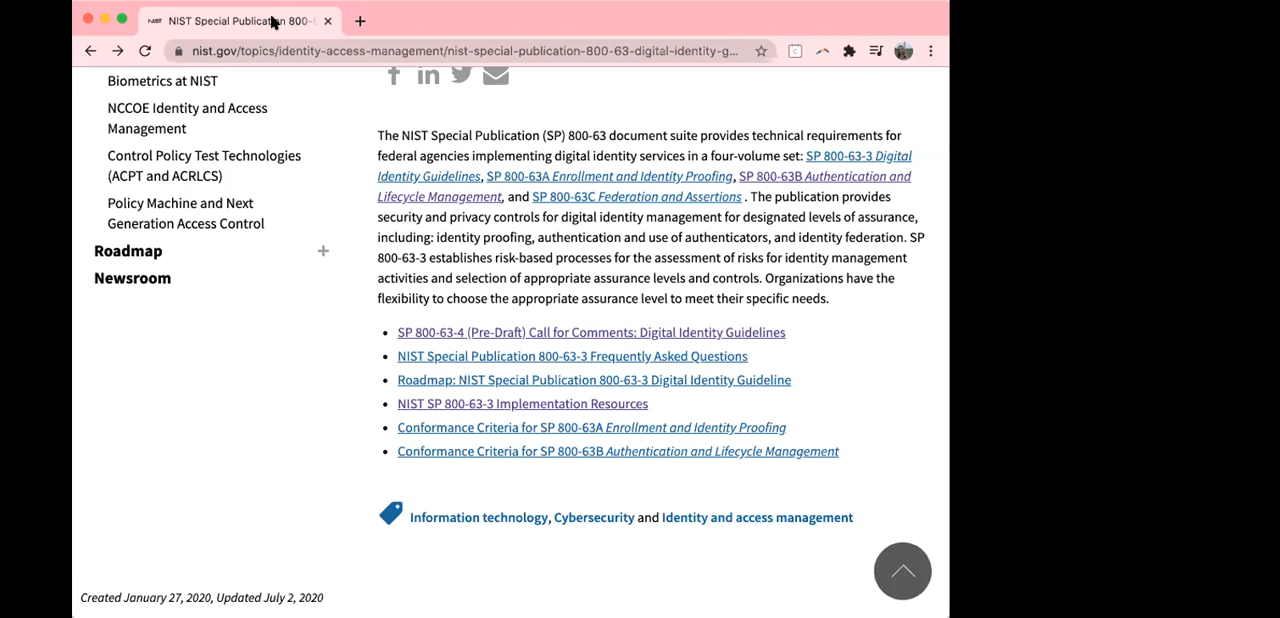 NIST NIST Special Publication 800-6
nist.gov/topics/identity-access-management/nist-special-publication-800-63-digital-identity-g...
Biometrics at NIST
NCCOE Identity and Access
Management
Control Policy Test Technologies
(ACPT and ACRLCS)
Policy Machine and Next
Generation Access Control
Roadmap
Newsroom
The NIST Special Publication (SP) 800-63 document suite provides technical requirements for
federal agencies implementing digital identity services in a four-volume set: SP 800-63-3 Digital
Identity Guidelines, SP 800-63A Enrollment and Identity Proofing, SP 800-63B Authentication and
Lifecycle Management, and SP 800-63C Federation and Assertions . The publication provides
security and privacy controls for digital identity management for designated levels of assurance,
including: identity proofing, authentication and use of authenticators, and identity federation. SP
800-63-3 establishes risk-based processes for the assessment of risks for identity management
activities and selection of appropriate assurance levels and controls. Organizations have the
flexibility to choose the appropriate assurance level to meet their specific needs.
• SP 800-63-4 (Pre-Draft) Call for Comments: Digital Identity Guidelines
• NIST Special Publication 800-63-3 Frequently Asked Questions
• Roadmap: NIST Special Publication 800-63-3 Digital Identity Guideline
• NIST SP 800-63-3 Implementation Resources
• Conformance Criteria for SP 800-63A Enrollment and Identity Proofing
• Conformance Criteria for SP 800-63B Authentication and Lifecycle Management
Information technology, Cybersecurity and Identity and access management
Created January 27, 2020, Updated July 2, 2020